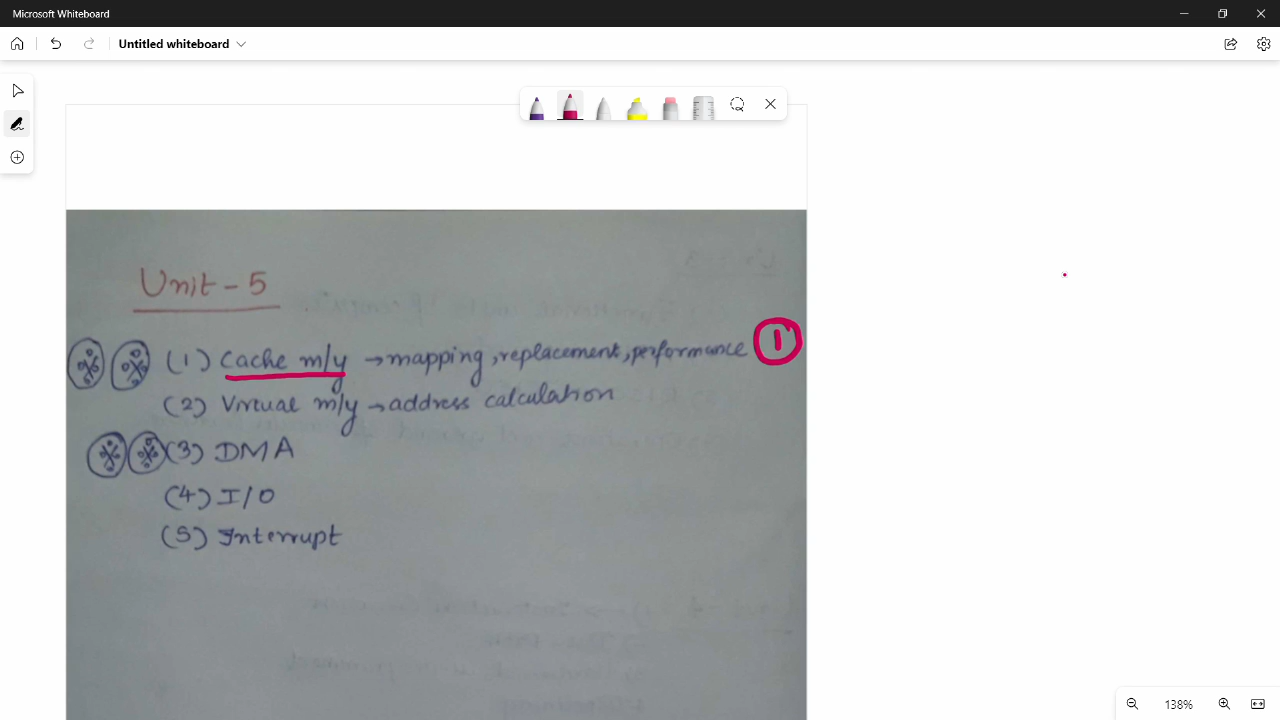 Microsoft Whiteboard
Untitled whiteboard
Unit - 5
(1) Cache m/y → mapping, replacement, performance 1
(2) Virtual m/y → address calculation
(3) DMA
(4) I/O
(5) Interrupt
138%